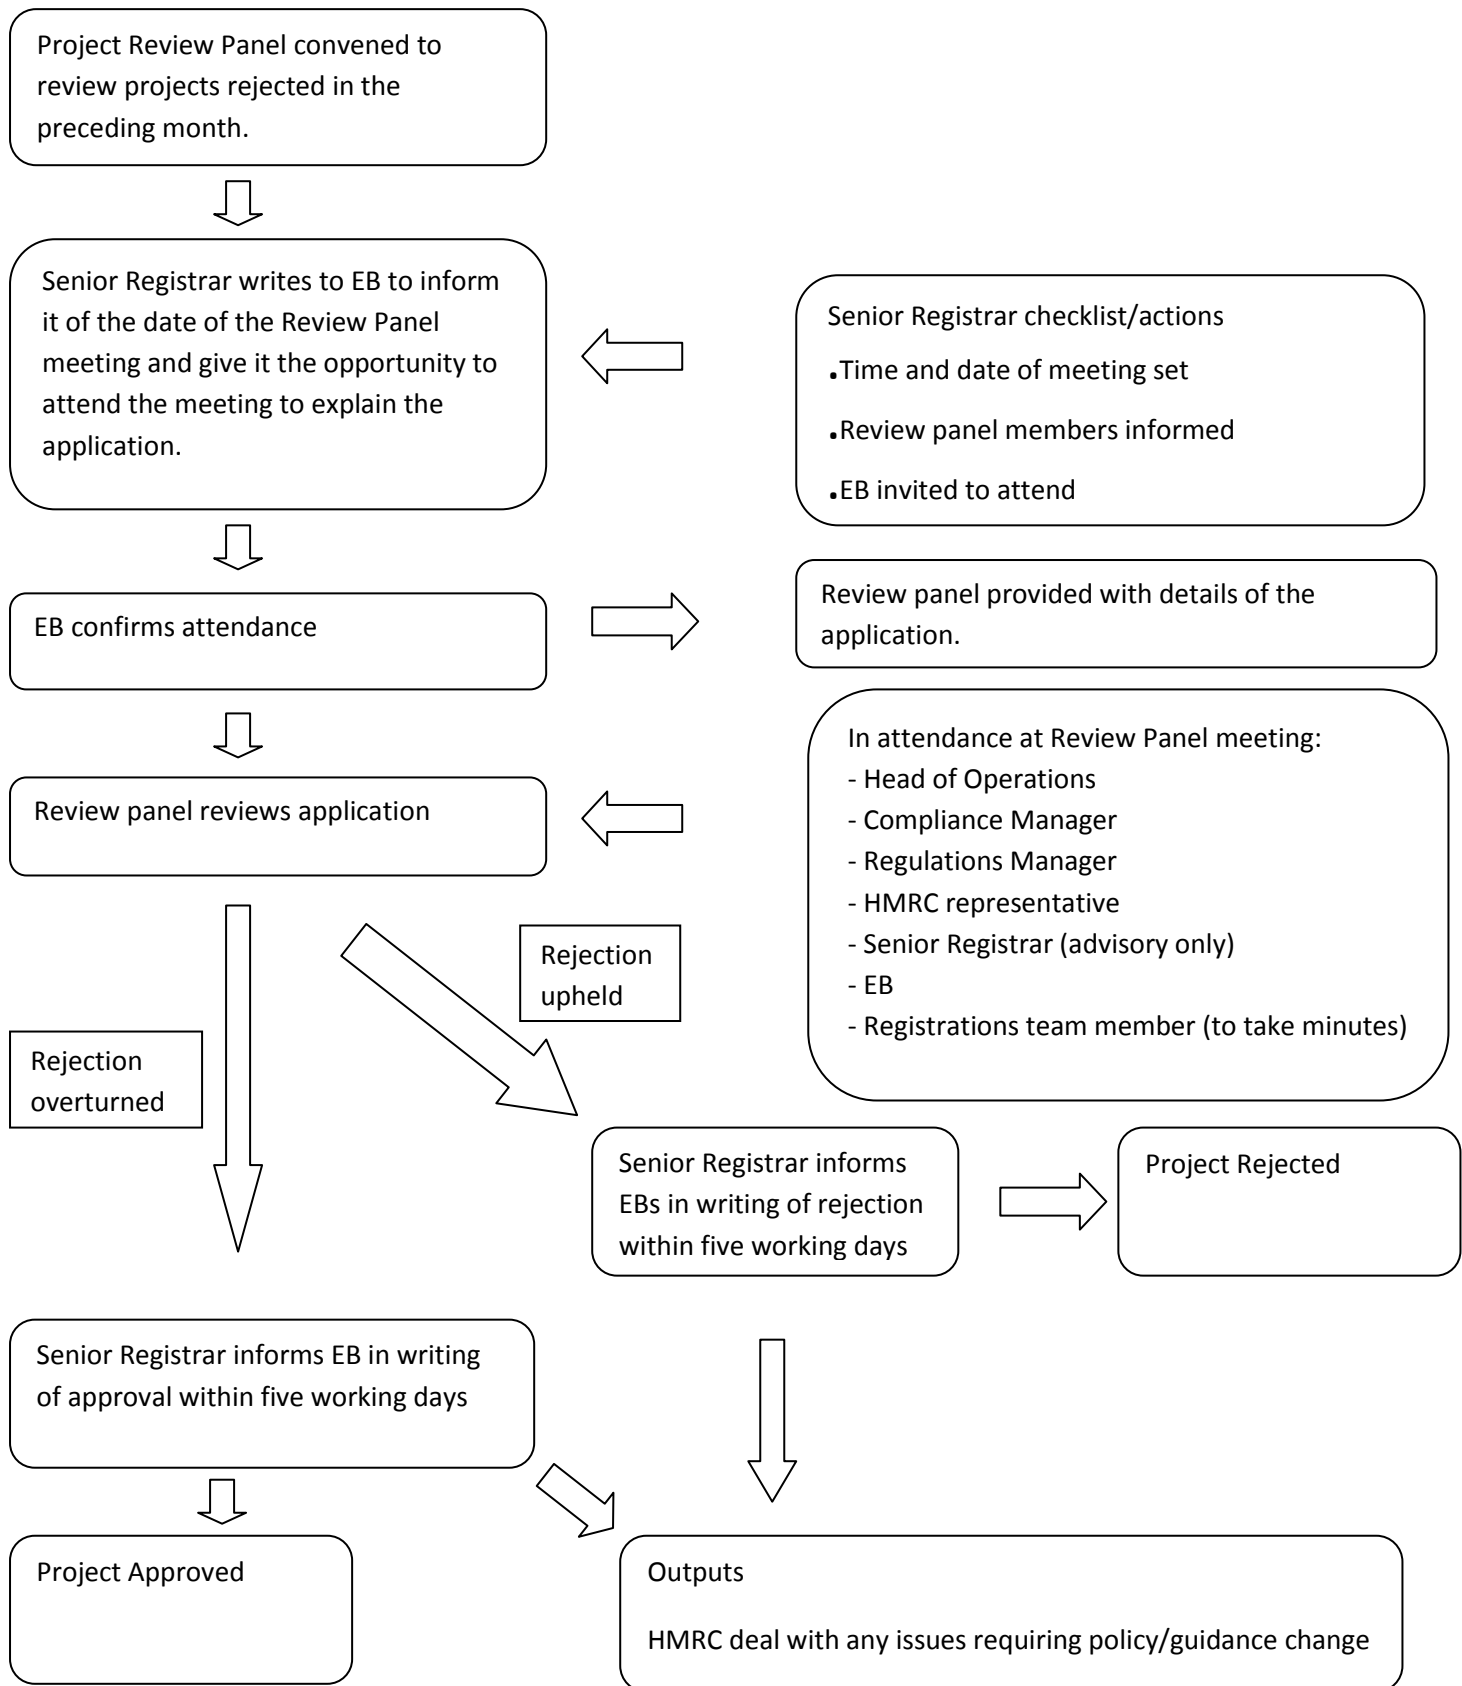 Project Review Panel convened to
review projects rejected in the
preceding month.
Senior Registrar writes to EB to inform
it of the date of the Review Panel
meeting and give it the opportunity to
attend the meeting to explain the
application.
Senior Registrar checklist/actions
.Time and date of meeting set
.Review panel members informed
.EB invited to attend
EB confirms attendance
Review panel provided with details of the
application.
Review panel reviews application
In attendance at Review Panel meeting:
- Head of Operations
- Compliance Manager
- Regulations Manager
- HMRC representative
- Senior Registrar (advisory only)
- EB
- Registrations team member (to take minutes)
Rejection
upheld
Rejection
overturned
Senior Registrar informs
EBs in writing of rejection
within five working days
Project Rejected
Senior Registrar informs EB in writing
of approval within five working days
Project Approved
Outputs
HMRC deal with any issues requiring policy/guidance change